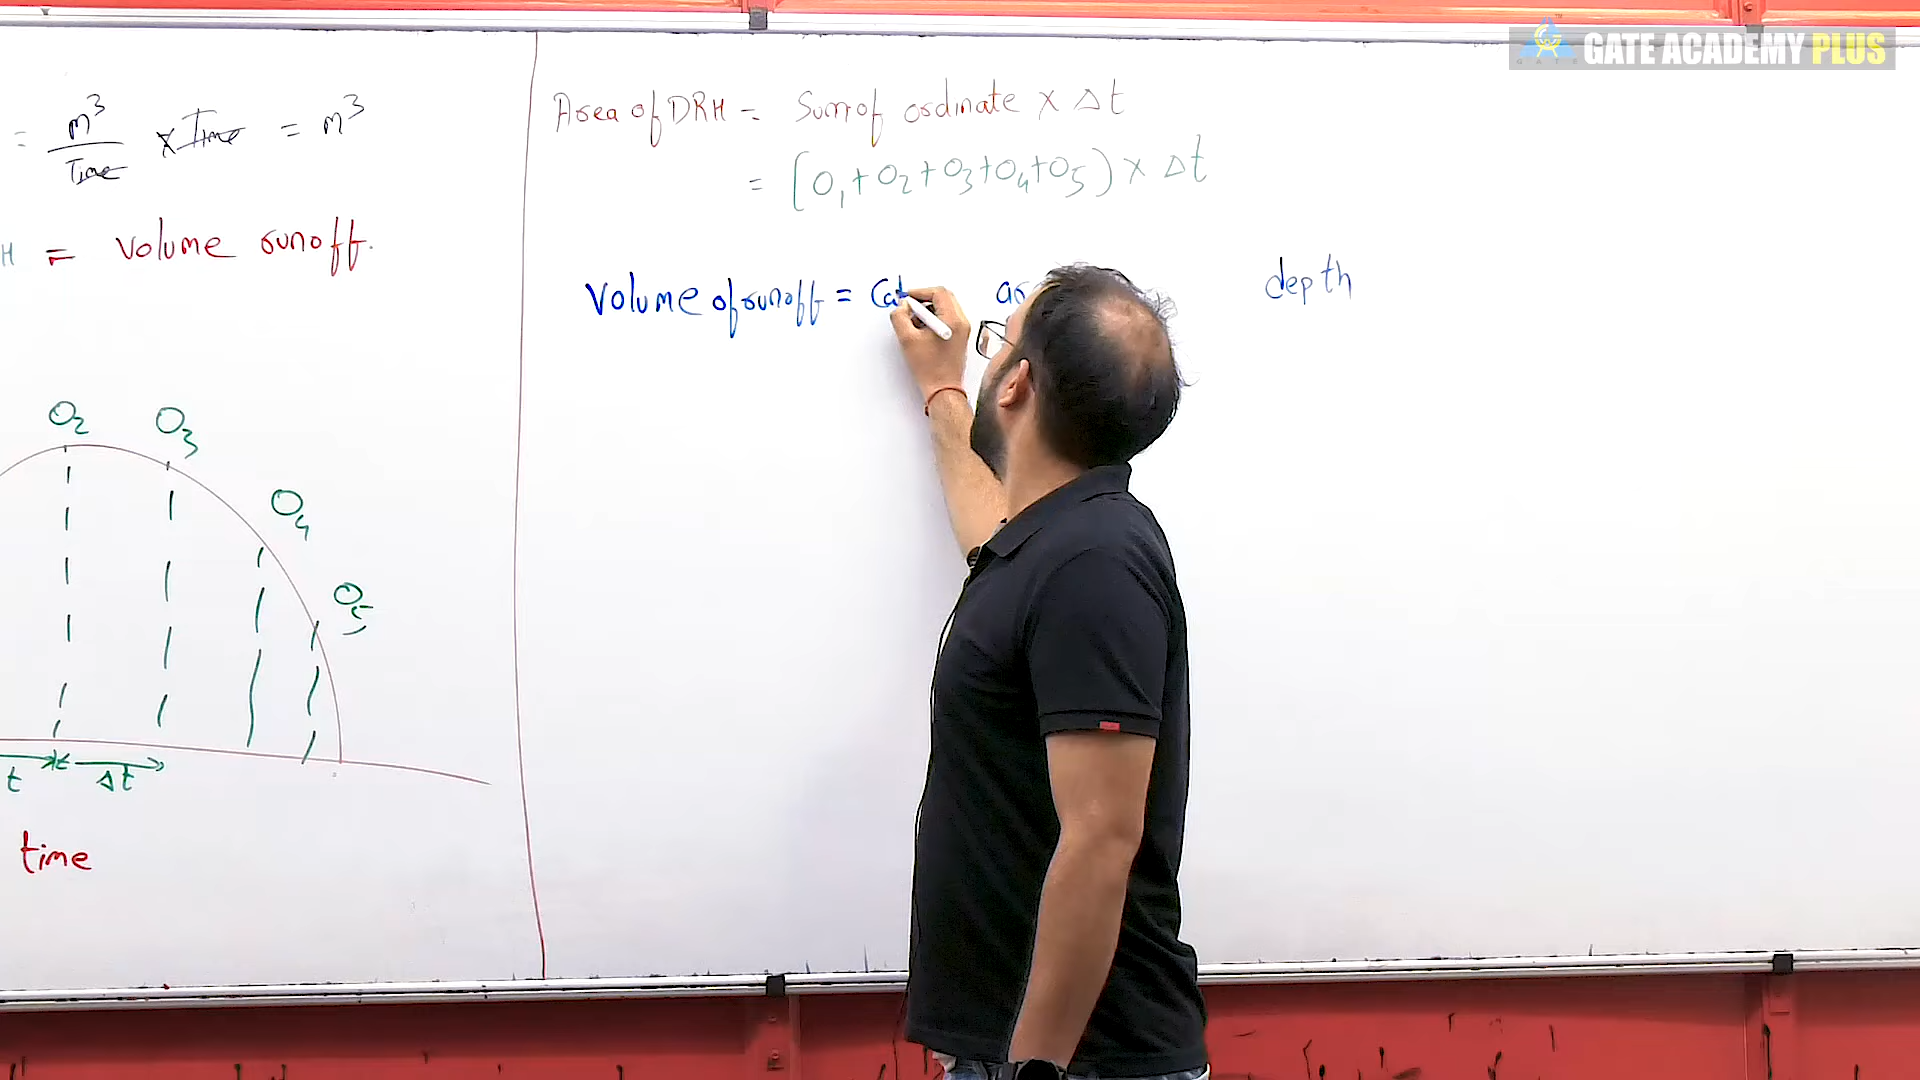 = m³/Time × Time = m³
H = volume runoff.
O₂
O₃
O₄
O₅
t
Δt
time
Area of DRH = Sum of ordinate × Δt
= (O₁+O₂+O₃+O₄+O₅) × Δt
Volume of runoff = Cat
depth
GATE ACADEMY PLUS